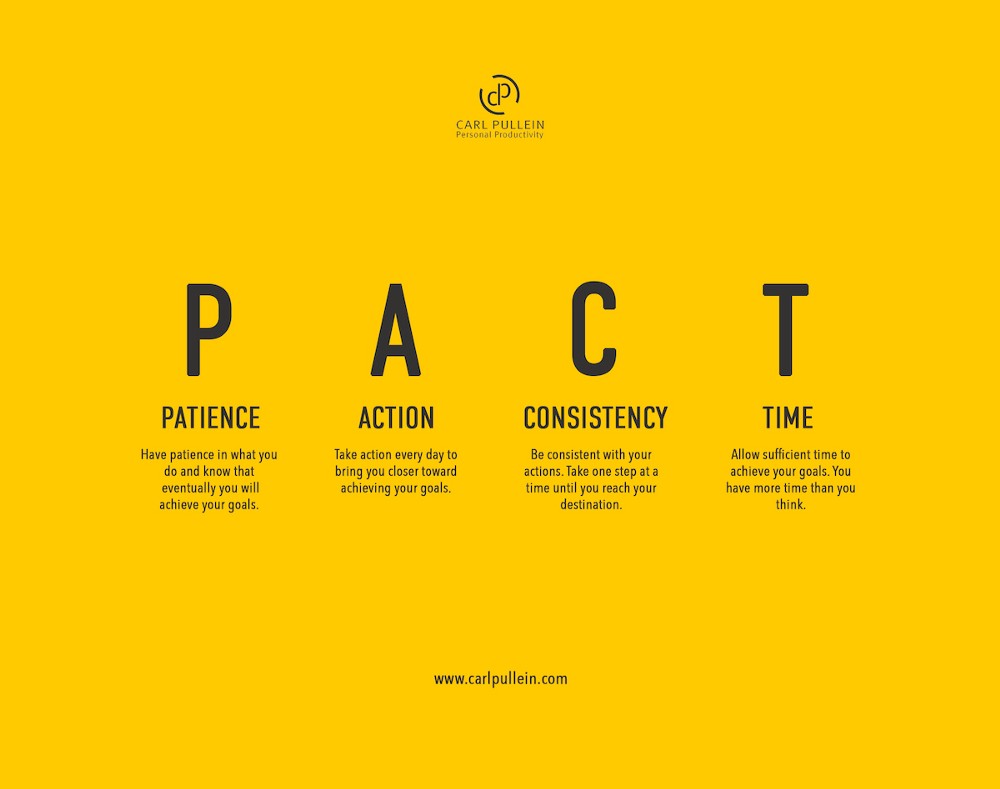 cp
CARL PULLEIN
Personal Productivity
P A C T
PATIENCE
Have patience in what you
do and know that
eventually you will
achieve your goals.
ACTION
Take action every day to
bring you closer toward
achieving your goals.
CONSISTENCY
Be consistent with your
actions. Take one step at a
time until you reach your
destination.
TIME
Allow sufficient time to
achieve your goals. You
have more time than you
think.
www.carlpullein.com